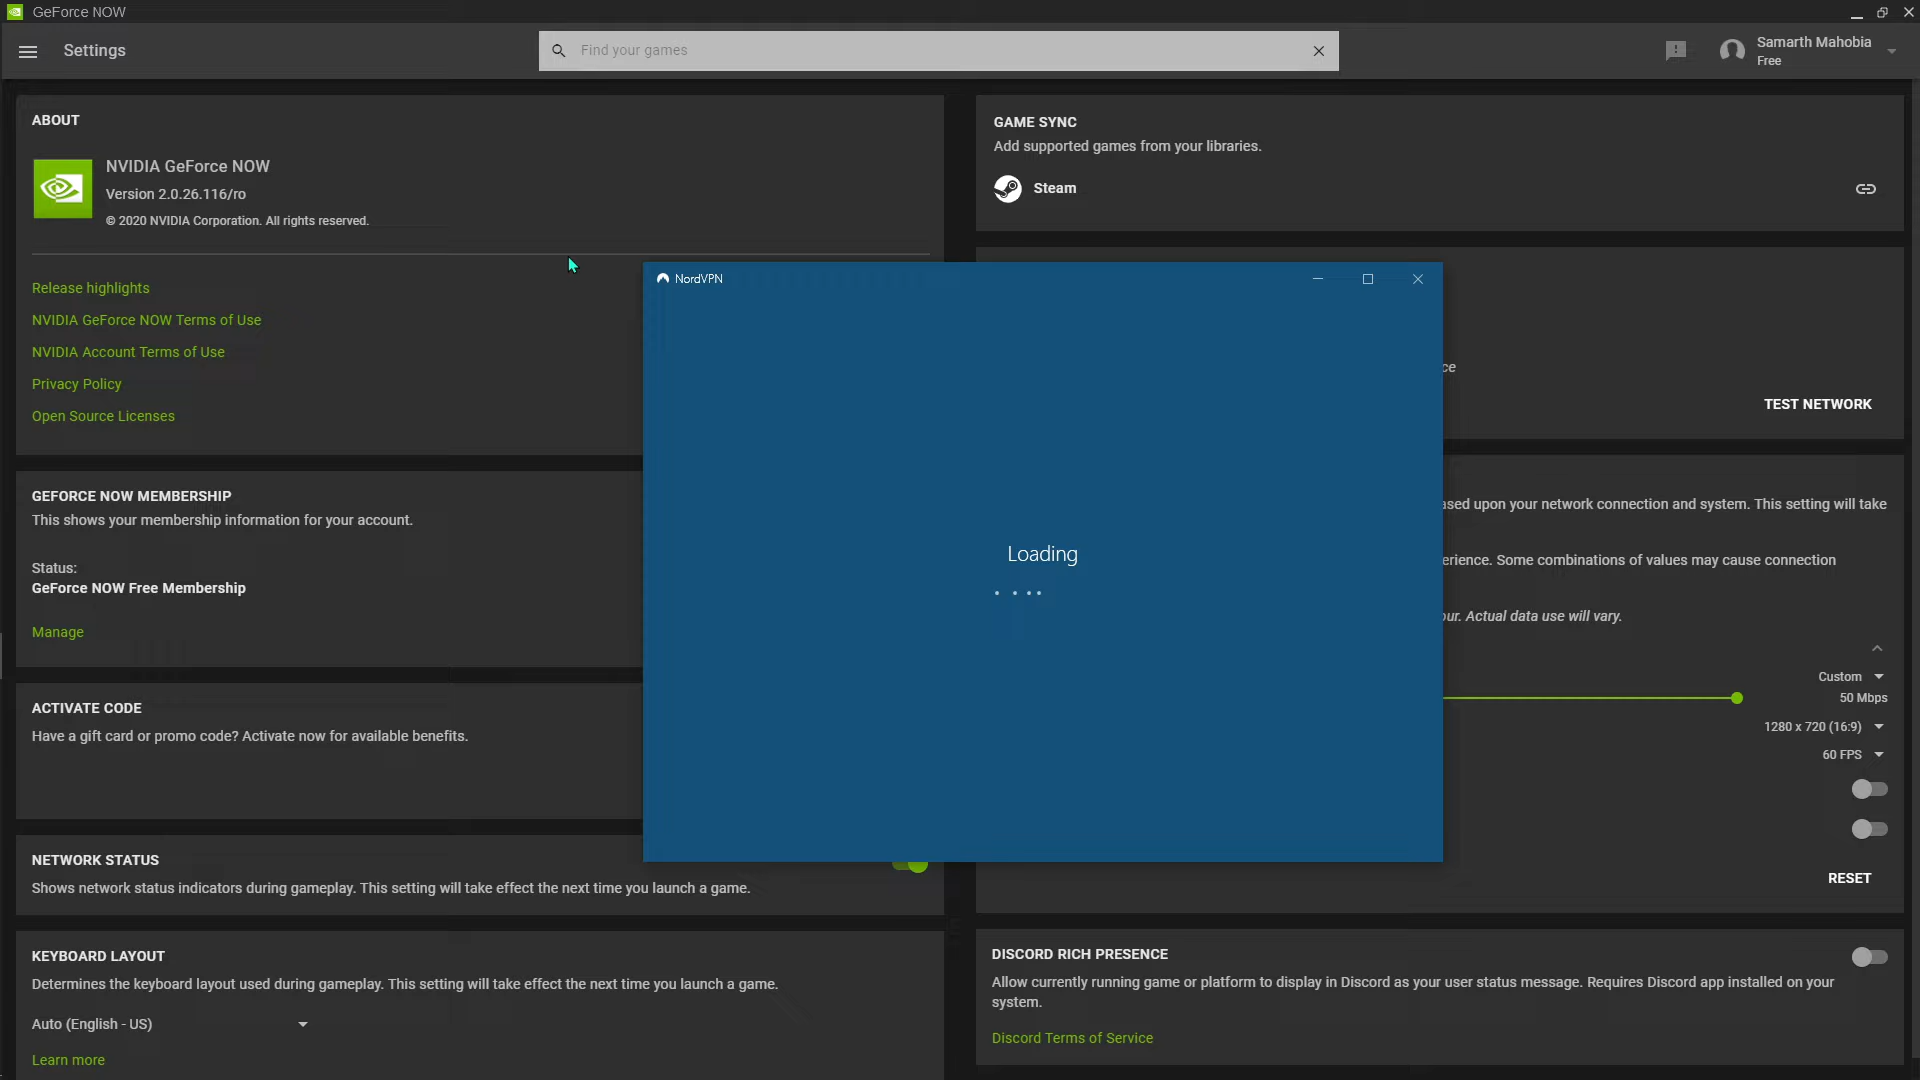 GeForce NOW
Settings
Find your games
Samarth Mahobia
Free
ABOUT
NVIDIA GeForce NOW
Version 2.0.26.116/ro
© 2020 NVIDIA Corporation. All rights reserved.
Release highlights
NVIDIA GeForce NOW Terms of Use
NVIDIA Account Terms of Use
Privacy Policy
Open Source Licenses
GEFORCE NOW MEMBERSHIP
This shows your membership information for your account.
Status:
GeForce NOW Free Membership
Manage
ACTIVATE CODE
Have a gift card or promo code? Activate now for available benefits.
NETWORK STATUS
Shows network status indicators during gameplay. This setting will take effect the next time you launch a game.
KEYBOARD LAYOUT
Determines the keyboard layout used during gameplay. This setting will take effect the next time you launch a game.
Auto (English - US)
Learn more
NordVPN
Loading
GAME SYNC
Add supported games from your libraries.
Steam
ce
TEST NETWORK
ased upon your network connection and system. This setting will take
erience. Some combinations of values may cause connection
our. Actual data use will vary.
Custom
50 Mbps
1280 x 720 (16:9)
60 FPS
RESET
DISCORD RICH PRESENCE
Allow currently running game or platform to display in Discord as your user status message. Requires Discord app installed on your
system.
Discord Terms of Service